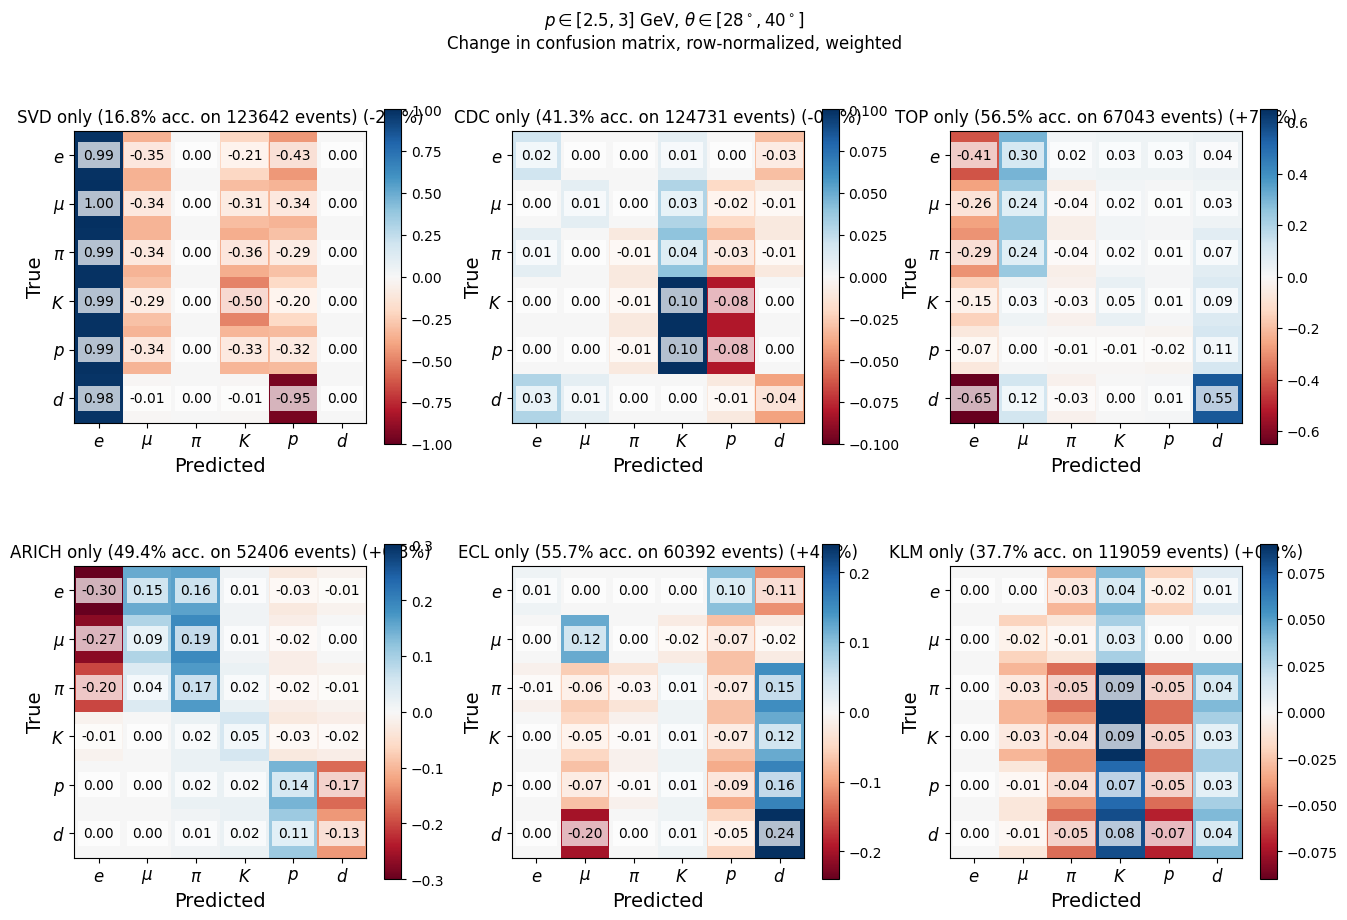 p ∈ [2.5, 3] GeV, θ ∈ [28°, 40°]
Change in confusion matrix, row-normalized, weighted
SVD only (16.8% acc. on 123642 events)
CDC only (41.3% acc. on 124731 events)
TOP only (56.5% acc. on 67043 events)
True
e 0.99 -0.35 0.00 -0.21 -0.43 0.00
μ 1.00 -0.34 0.00 -0.31 -0.34 0.00
π 0.99 -0.34 0.00 -0.36 -0.29 0.00
K 0.99 -0.29 0.00 -0.50 -0.20 0.00
p 0.99 -0.34 0.00 -0.33 -0.32 0.00
d 0.98 -0.01 0.00 -0.01 -0.95 0.00
e μ π K p d
Predicted
1.00
0.75
0.50
0.25
0.00
−0.25
−0.50
−0.75
−1.00
True
e 0.02 0.00 0.00 0.01 0.00 -0.03
μ 0.00 0.01 0.00 0.03 -0.02 -0.01
π 0.01 0.00 -0.01 0.04 -0.03 -0.01
K 0.00 0.00 -0.01 0.10 -0.08 0.00
p 0.00 0.00 -0.01 0.10 -0.08 0.00
d 0.03 0.01 0.00 0.00 -0.01 -0.04
e μ π K p d
Predicted
0.100
0.075
0.050
0.025
0.000
−0.025
−0.050
−0.075
−0.100
True
e -0.41 0.30 0.02 0.03 0.03 0.04
μ -0.26 0.24 -0.04 0.02 0.01 0.03
π -0.29 0.24 -0.04 0.02 0.01 0.07
K -0.15 0.03 -0.03 0.05 0.01 0.09
p -0.07 0.00 -0.01 -0.01 -0.02 0.11
d -0.65 0.12 -0.03 0.00 0.01 0.55
e μ π K p d
Predicted
0.6
0.4
0.2
0.0
−0.2
−0.4
−0.6
ARICH only (49.4% acc. on 52406 events)
ECL only (55.7% acc. on 60392 events)
KLM only (37.7% acc. on 119059 events)
True
e -0.30 0.15 0.16 0.01 -0.03 -0.01
μ -0.27 0.09 0.19 0.01 -0.02 0.00
π -0.20 0.04 0.17 0.02 -0.02 -0.01
K -0.01 0.00 0.02 0.05 -0.03 -0.02
p 0.00 0.00 0.02 0.02 0.14 -0.17
d 0.00 0.00 0.01 0.02 0.11 -0.13
e μ π K p d
Predicted
0.3
0.2
0.1
0.0
−0.1
−0.2
−0.3
True
e 0.01 0.00 0.00 0.00 0.10 -0.11
μ 0.00 0.12 0.00 -0.02 -0.07 -0.02
π -0.01 -0.06 -0.03 0.01 -0.07 0.15
K 0.00 -0.05 -0.01 0.01 -0.07 0.12
p 0.00 -0.07 0.00 0.01 -0.09 0.16
d 0.00 -0.20 0.00 0.01 -0.05 0.24
e μ π K p d
Predicted
0.2
0.1
0.0
−0.1
−0.2
True
e 0.00 0.00 -0.03 0.04 -0.02 0.01
μ 0.00 -0.02 -0.01 0.03 0.00 0.00
π 0.00 -0.03 -0.05 0.09 -0.05 0.04
K 0.00 -0.03 -0.04 0.09 -0.05 0.03
p 0.00 -0.01 -0.04 0.07 -0.05 0.03
d 0.00 -0.01 -0.05 0.08 -0.07 0.04
e μ π K p d
Predicted
0.075
0.050
0.025
0.000
−0.025
−0.050
−0.075